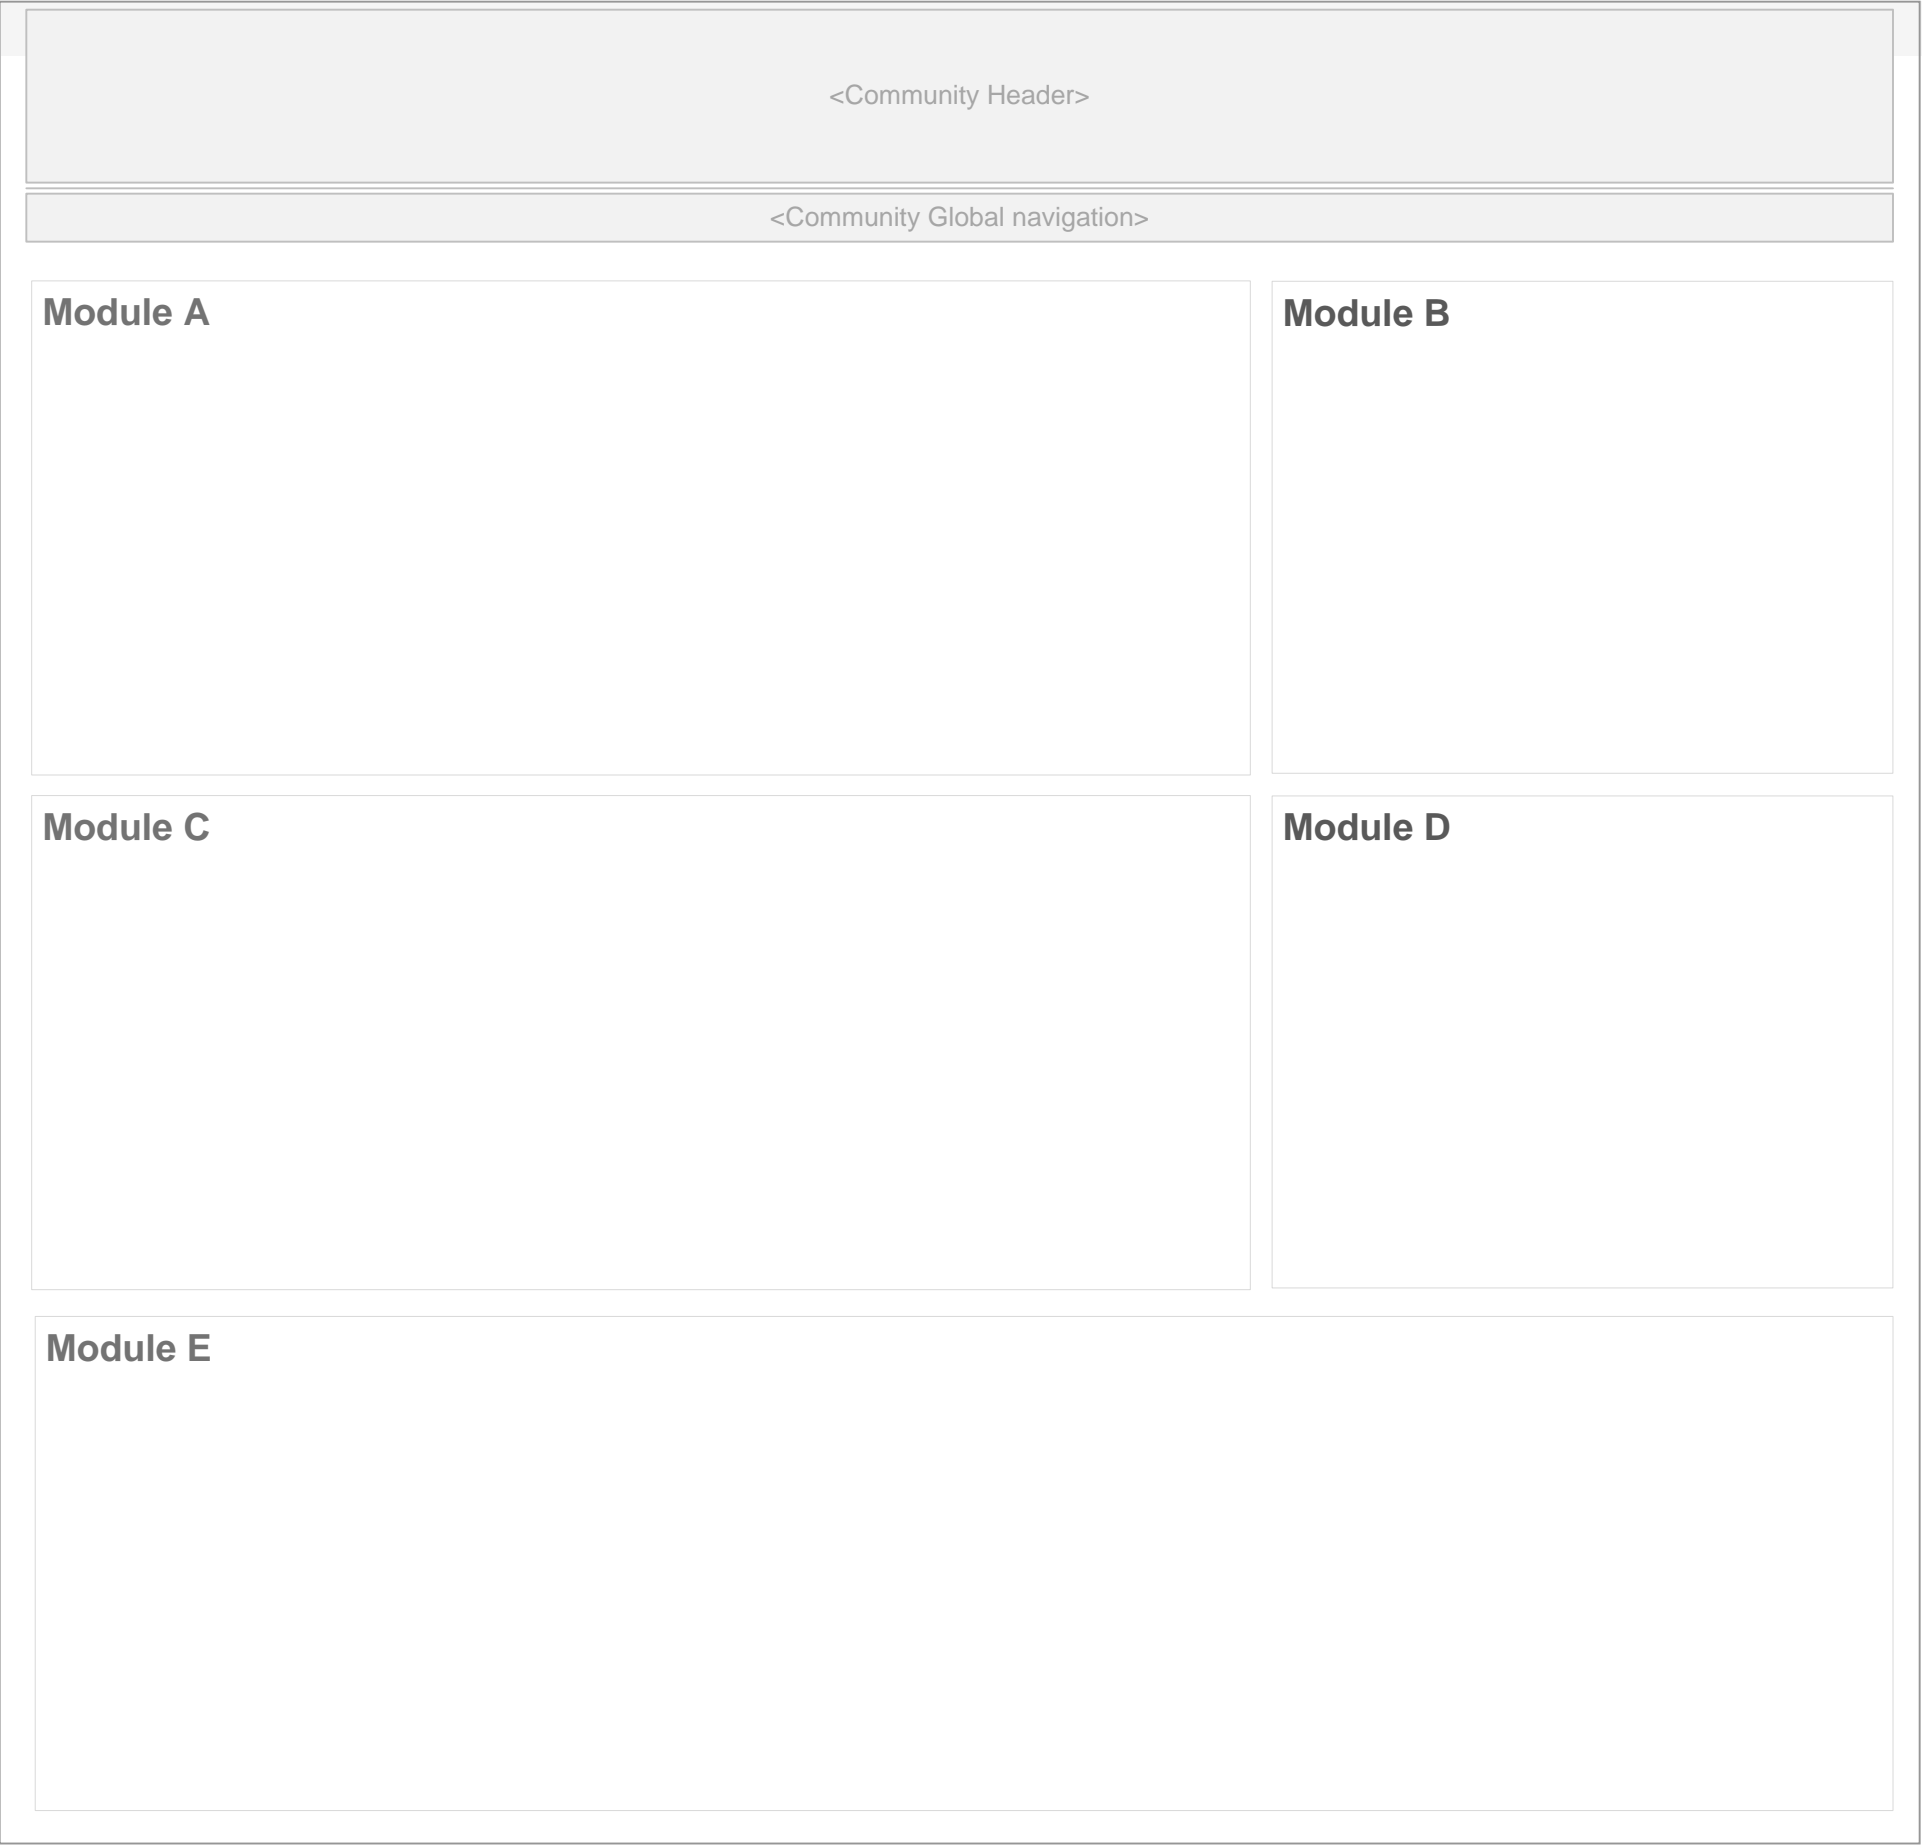 <Community Header>
<Community Global navigation>
Module A
Module B
Module C
Module D
Module E